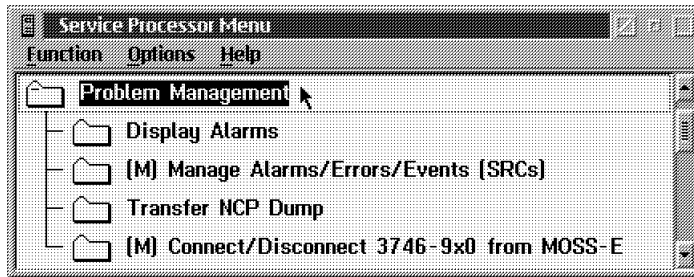 Service Processor Menu
Function Options Help
Problem Management
Display Alarms
(M) Manage Alarms/Errors/Events (SRCs)
Transfer NCP Dump
(M) Connect/Disconnect 3746-9x0 from MOSS-E